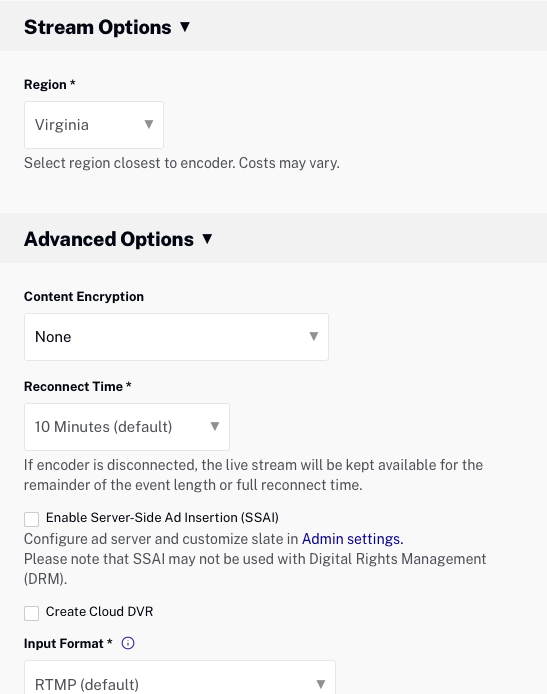 Stream Options ▼
Region *
Virginia
Select region closest to encoder. Costs may vary.
Advanced Options ▼
Content Encryption
None
Reconnect Time *
10 Minutes (default)
If encoder is disconnected, the live stream will be kept available for the
remainder of the event length or full reconnect time.
Enable Server-Side Ad Insertion (SSAI)
Configure ad server and customize slate in Admin settings.
Please note that SSAI may not be used with Digital Rights Management
(DRM).
Create Cloud DVR
Input Format *
RTMP (default)